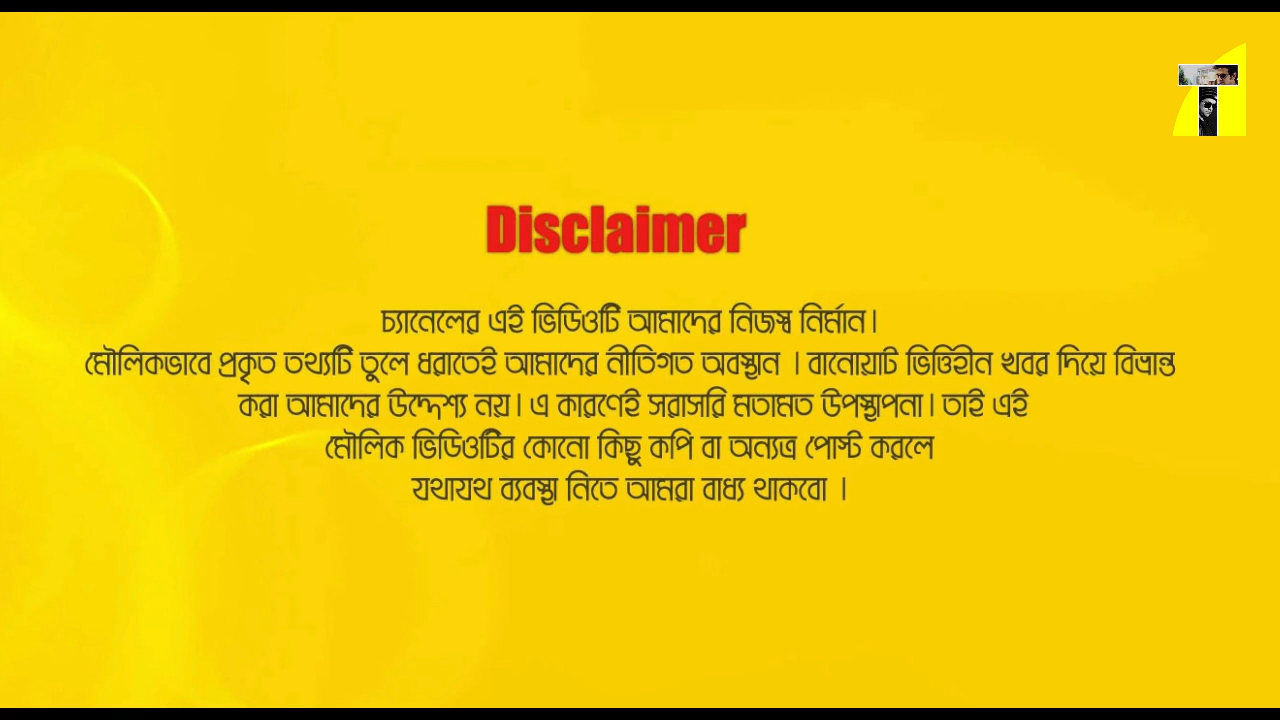 Disclaimer
চ্যানেলের এই ভিডিওটি আমাদের নিজস্ব নির্মান।
মৌলিকভাবে প্রকৃত তথ্যটি তুলে ধরাতেই আমাদের নীতিগত অবস্থান । বানোয়াট ভিত্তিহীন খবর দিয়ে বিভ্রান্ত
করা আমাদের উদ্দেশ্য নয়। এ কারণেই সরাসরি মতামত উপস্থাপনা। তাই এই
মৌলিক ভিডিওটির কোনো কিছু কপি বা অন্যত্র পোস্ট করলে
যথাযথ ব্যবস্থা নিতে আমরা বাধ্য থাকবো ।